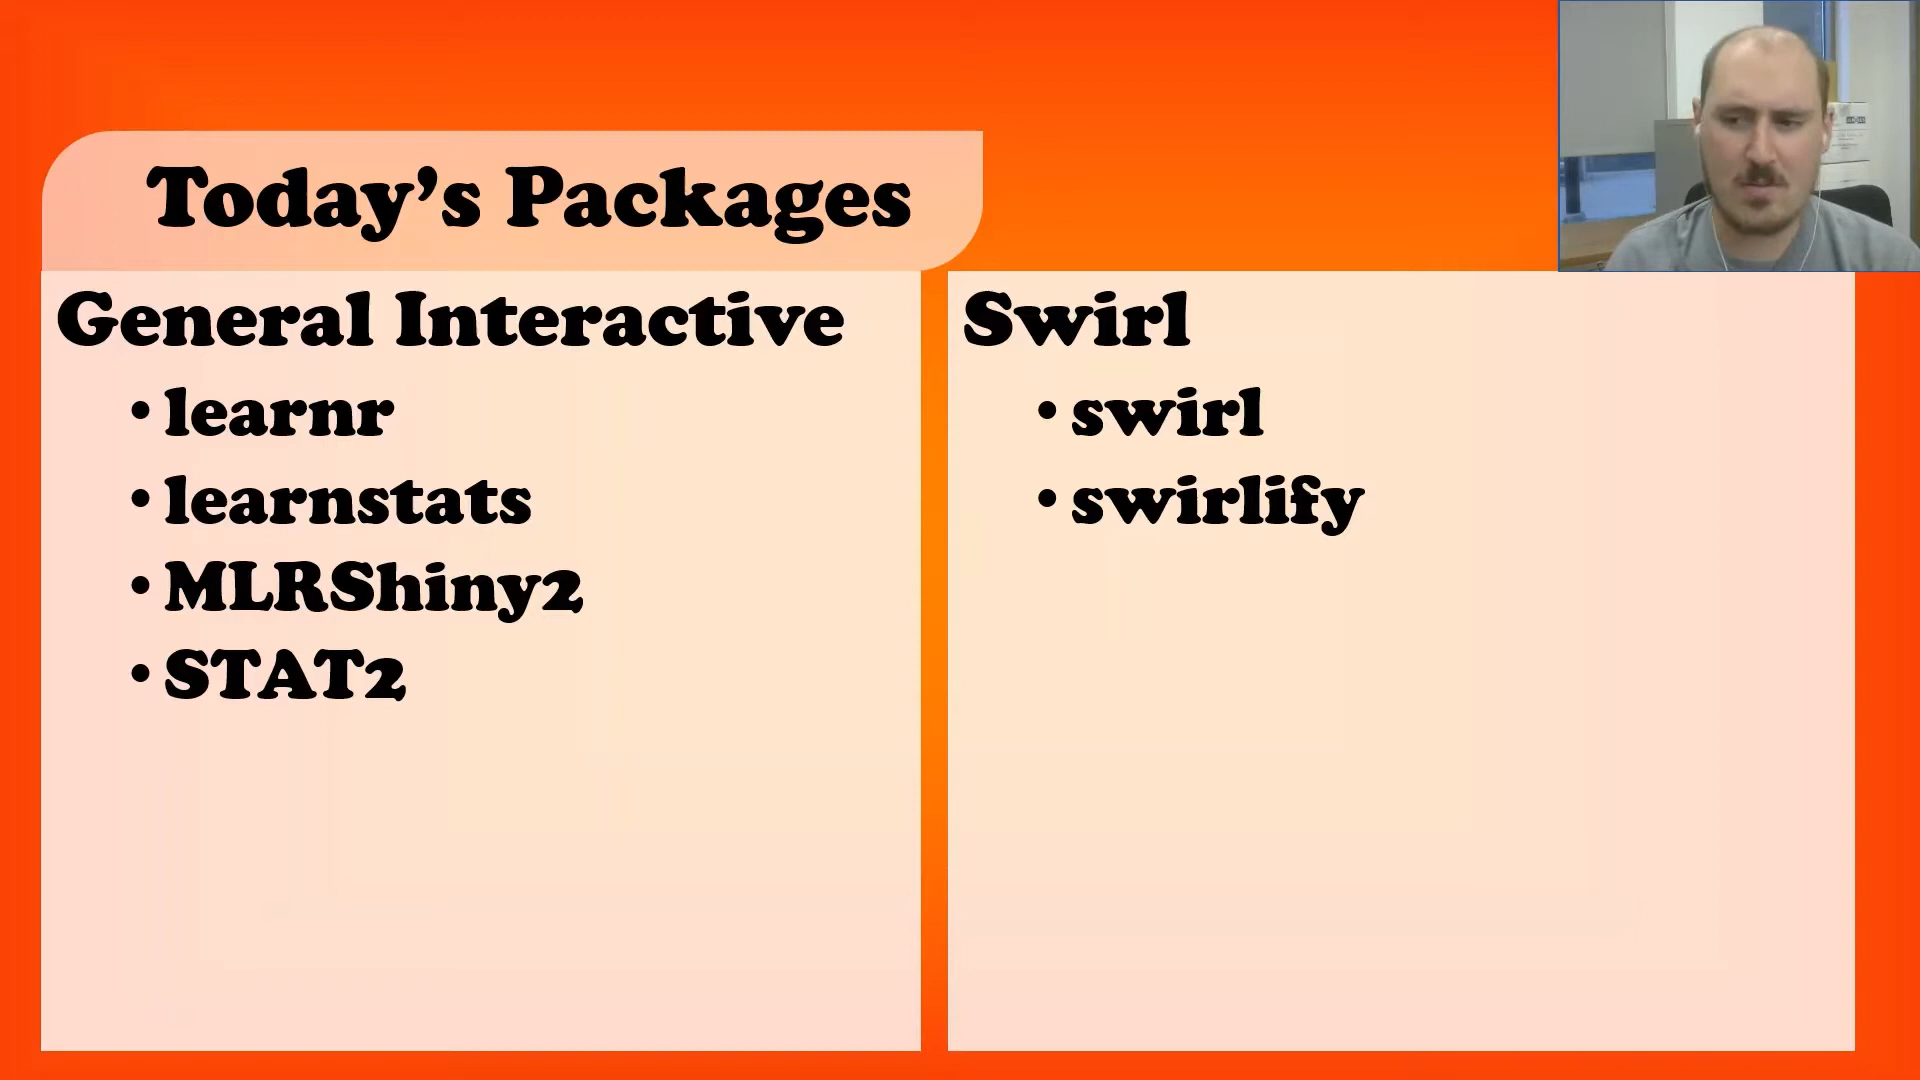 Today’s Packages
General Interactive
• learnr
• learnstats
• MLRShiny2
• STAT2
Swirl
• swirl
• swirlify